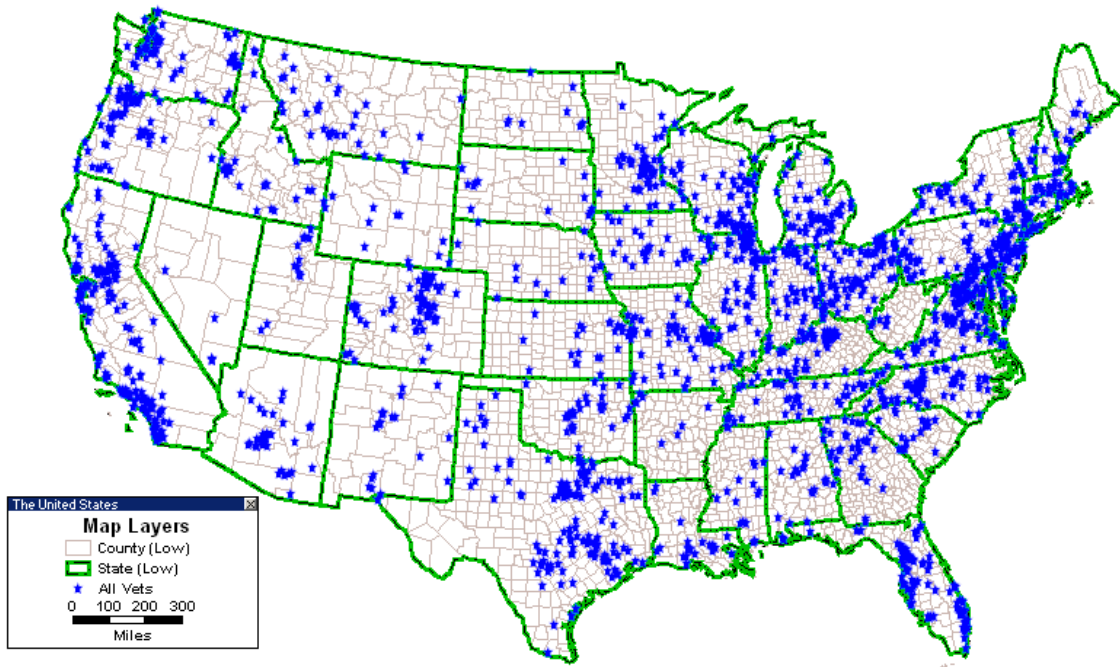 The United States
Map Layers
County (Low)
State (Low)
All Vets
0 100 200 300
Miles